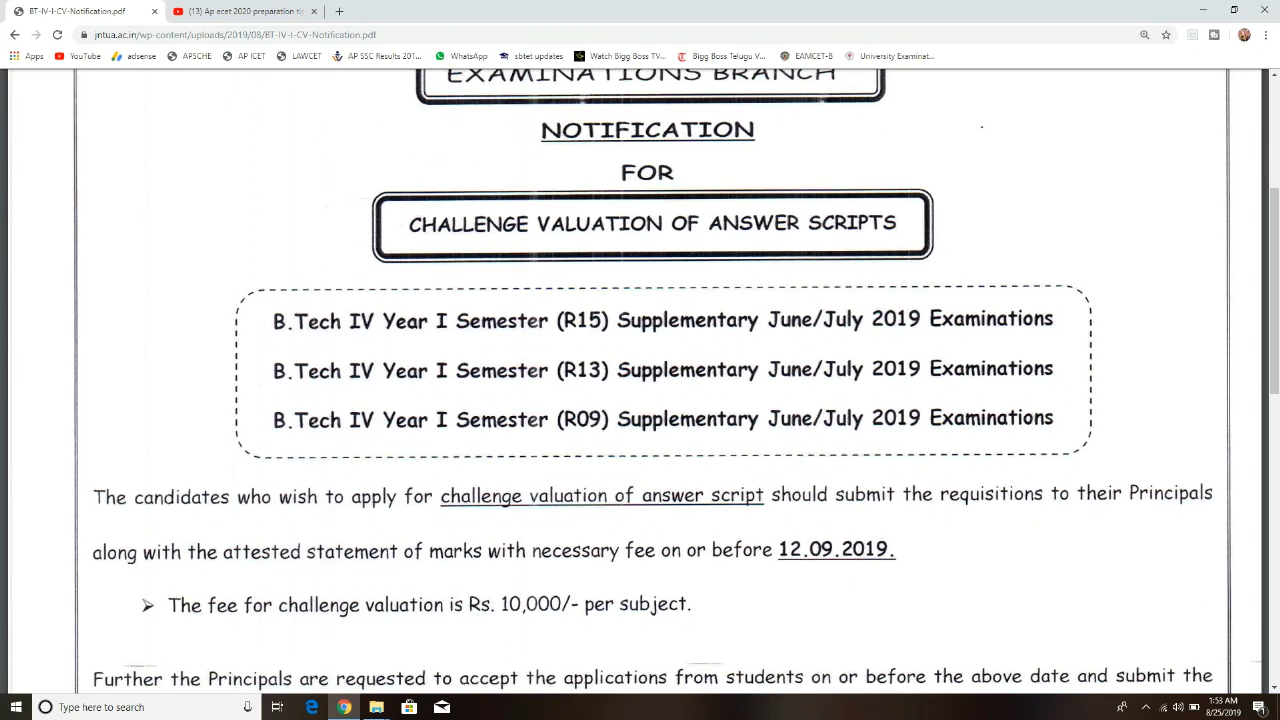 BT-IV-I-CV-Notification.pdf
(13) Ap ecet 2020 preparation tip
jntua.ac.in/wp-content/uploads/2019/08/BT-IV-I-CV-Notification.pdf
Apps YouTube adsense APSCHE AP ICET LAWCET AP SSC Results 201... WhatsApp sbtet updates Watch Bigg Boss TV... Bigg Boss Telugu V... EAMCET-B University Examinat...
EXAMINATIONS BRANCH
NOTIFICATION
FOR
CHALLENGE VALUATION OF ANSWER SCRIPTS
B.Tech IV Year I Semester (R15) Supplementary June/July 2019 Examinations
B.Tech IV Year I Semester (R13) Supplementary June/July 2019 Examinations
B.Tech IV Year I Semester (R09) Supplementary June/July 2019 Examinations
The candidates who wish to apply for challenge valuation of answer script should submit the requisitions to their Principals
along with the attested statement of marks with necessary fee on or before 12.09.2019.
➢ The fee for challenge valuation is Rs. 10,000/- per subject.
Further the Principals are requested to accept the applications from students on or before the above date and submit the
Type here to search
1:53 AM
8/25/2019